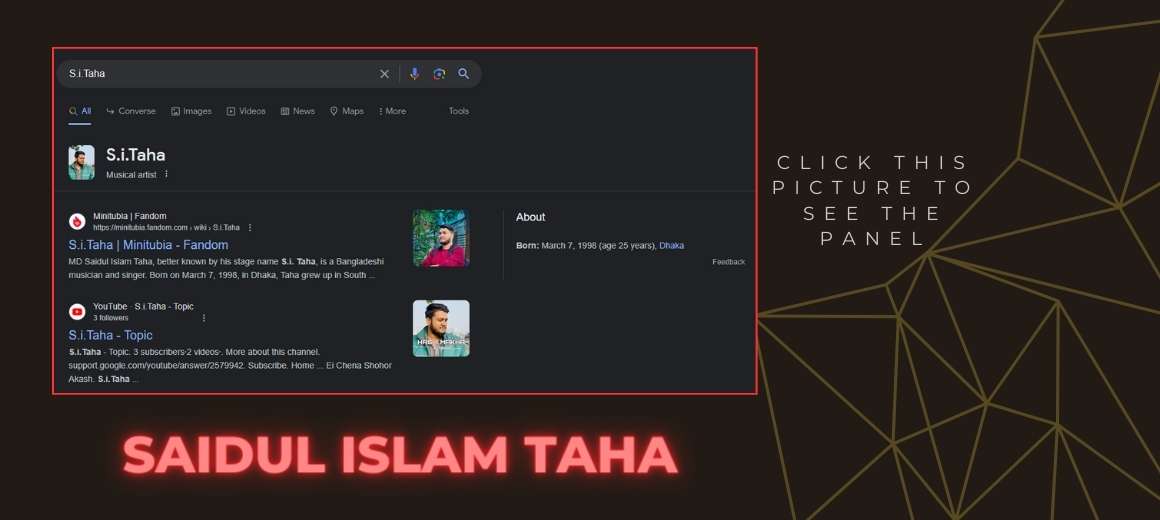 S.i.Taha
All
Converse
Images
Videos
News
Maps
More
Tools
S.i.Taha
Musical artist
Minitubia | Fandom
https://minitubia.fandom.com › wiki › S.i.Taha
S.i.Taha | Minitubia - Fandom
MD Saidul Islam Taha, better known by his stage name S.i. Taha, is a Bangladeshi
musician and singer. Born on March 7, 1998, in Dhaka, Taha grew up in South ...
YouTube · S.i.Taha - Topic
3 followers
S.i.Taha - Topic
S.i.Taha - Topic. 3 subscribers•2 videos•. More about this channel.
support.google.com/youtube/answer/2579942. Subscribe. Home ... Ei Chena Shohor
Akash. S.i.Taha ...
About
Born: March 7, 1998 (age 25 years), Dhaka
Feedback
CLICK THIS
PICTURE TO
SEE THE
PANEL
SAIDUL ISLAM TAHA